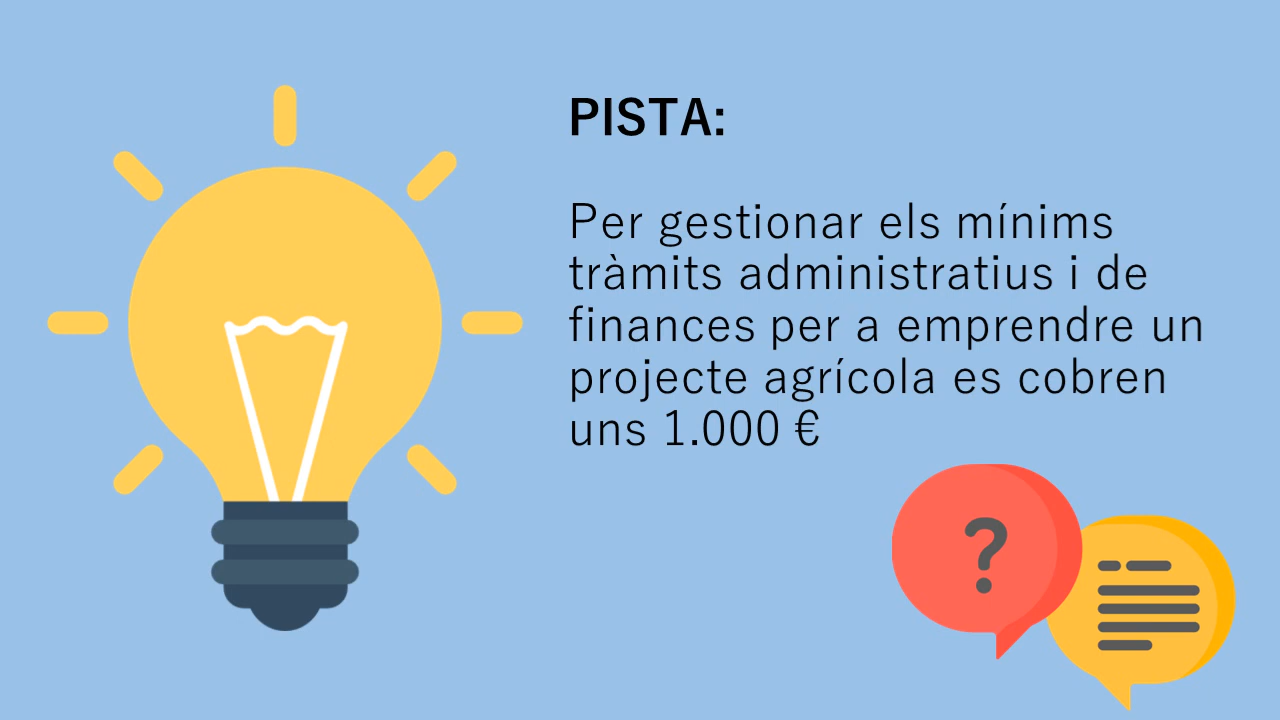 PISTA:
Per gestionar els mínims
tràmits administratius i de
finances per a emprendre un
projecte agrícola es cobren
uns 1.000 €
?